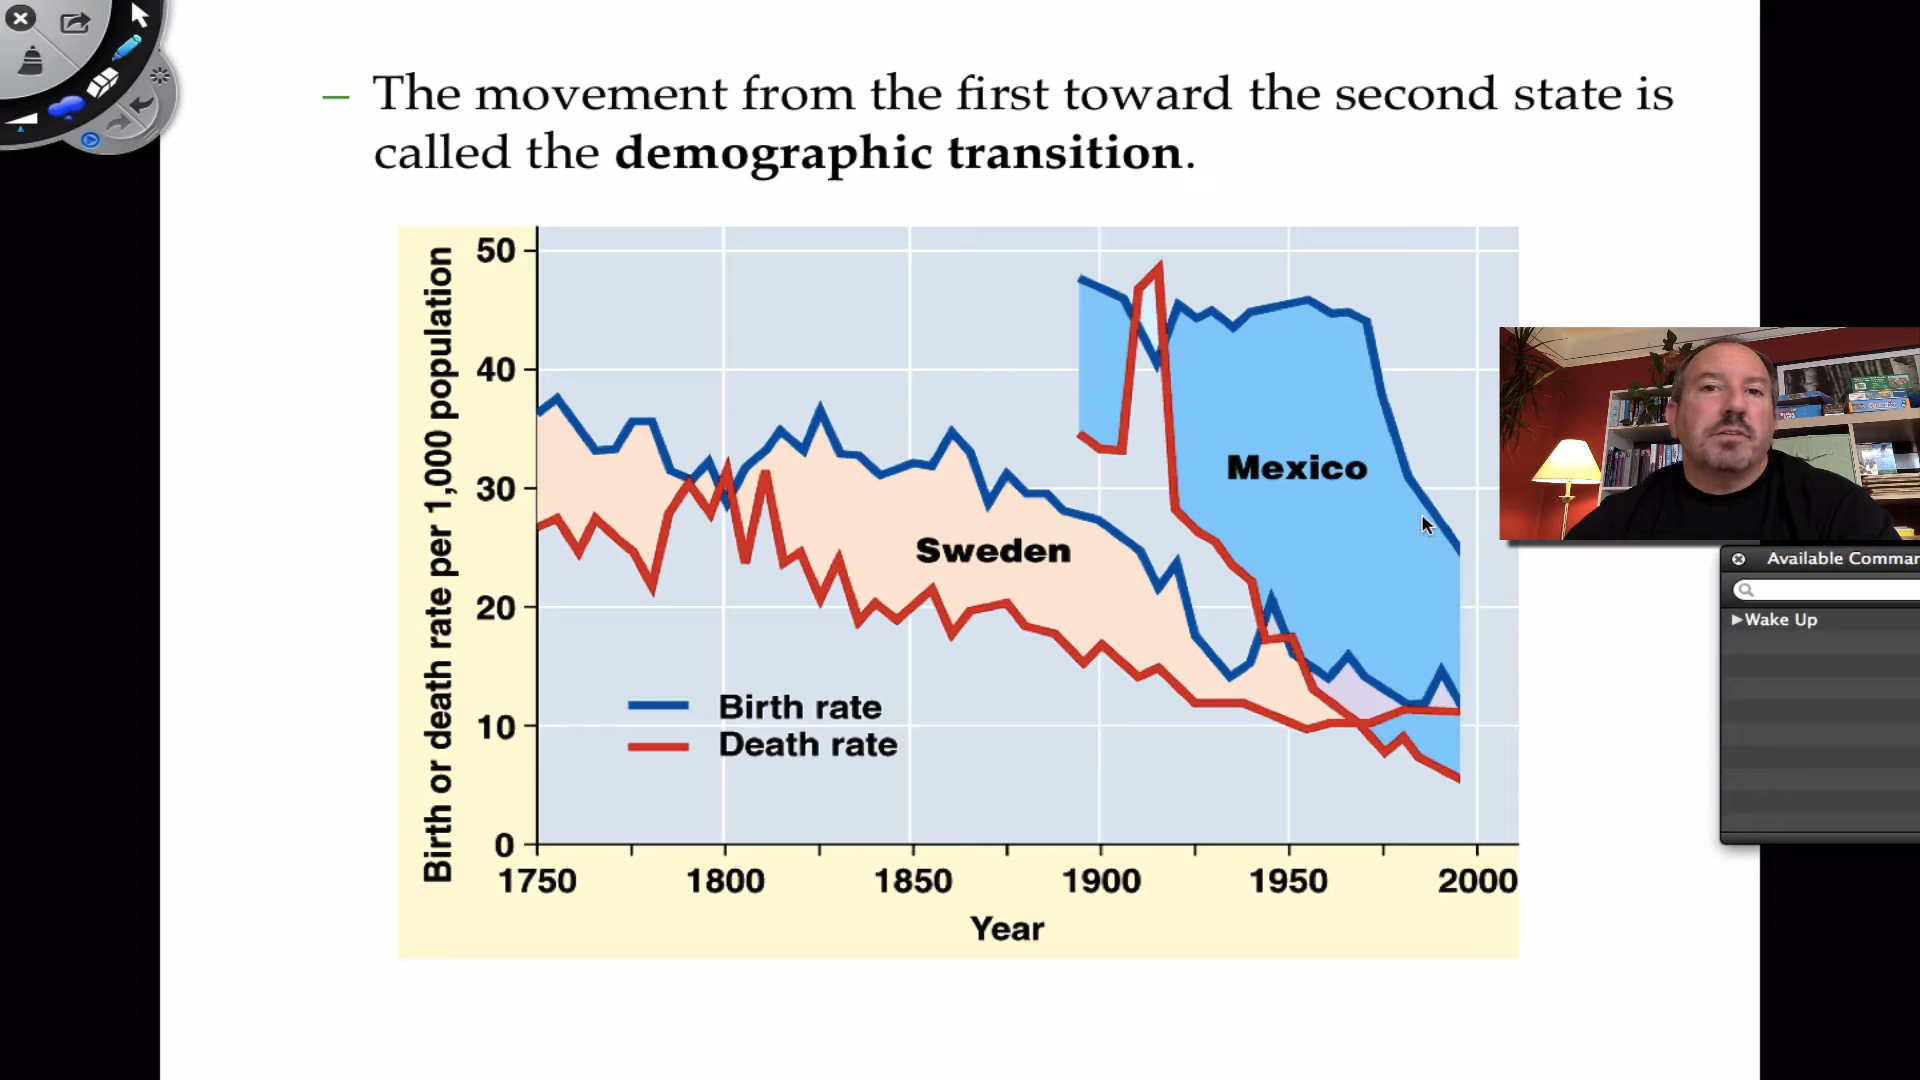 – The movement from the first toward the second state is
called the demographic transition.
Birth or death rate per 1,000 population
50
40
30
20
10
0
Mexico
Sweden
Birth rate
Death rate
1750 1800 1850 1900 1950 2000
Year
Available Comman
Wake Up